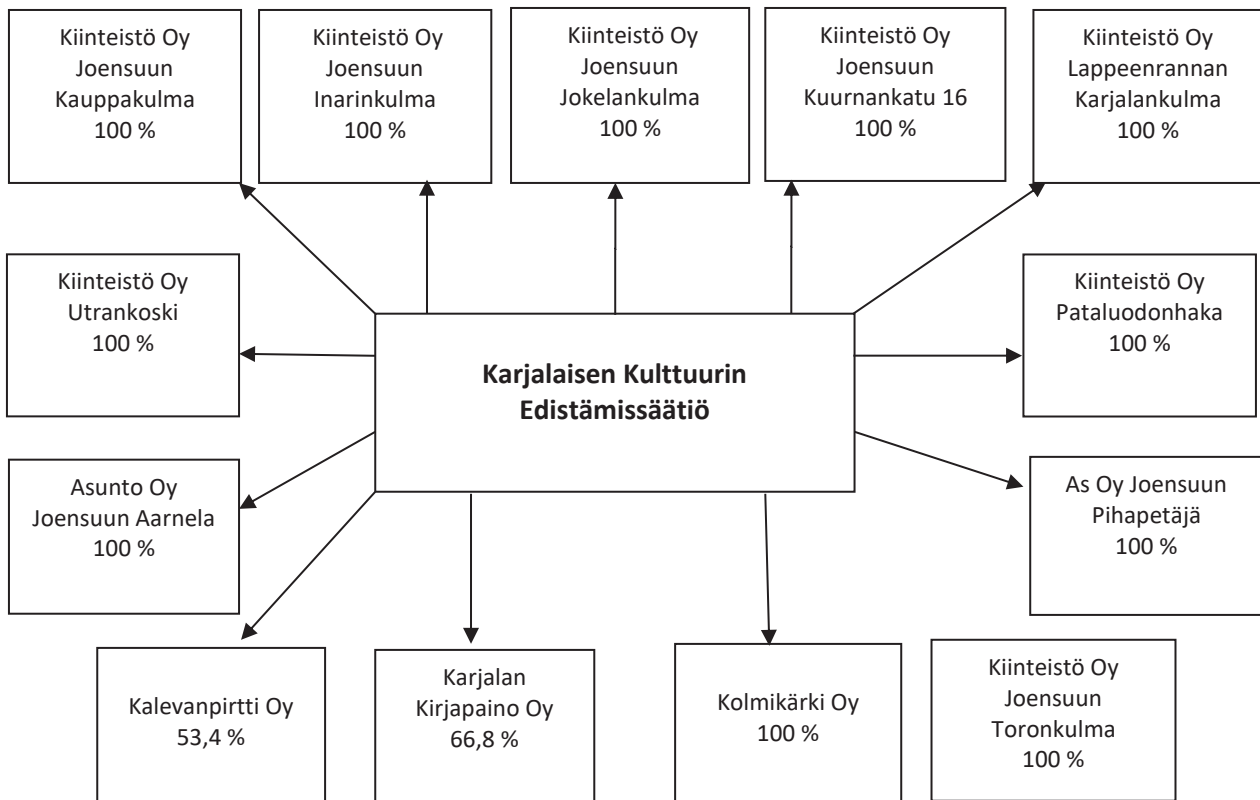 Kiinteistö Oy
Joensuun
Kauppakulma
100 %
Kiinteistö Oy
Joensuun
Inarinkulma
100 %
Kiinteistö Oy
Joensuun
Jokelankulma
100 %
Kiinteistö Oy
Joensuun
Kuurnankatu 16
100 %
Kiinteistö Oy
Lappeenrannan
Karjalankulma
100 %
Kiinteistö Oy
Utrankoski
100 %
Karjalaisen Kulttuurin
Edistämissäätiö
Kiinteistö Oy
Pataluodonhaka
100 %
Asunto Oy
Joensuun Aarnela
100 %
As Oy Joensuun
Pihapetäjä
100 %
Kalevanpirtti Oy
53,4 %
Karjalan
Kirjapaino Oy
66,8 %
Kolmikärki Oy
100 %
Kiinteistö Oy
Joensuun
Toronkulma
100 %